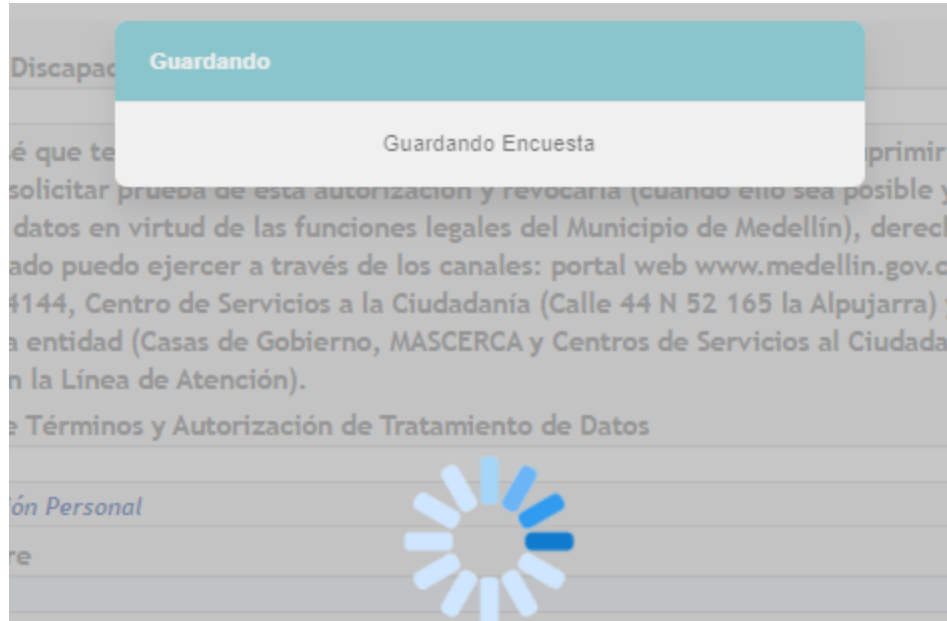 Discapac
Guardando
Guardando Encuesta
é que te
uprimir
solicitar prueba de esta autorización y revocarla (cuando ello sea posible y
datos en virtud de las funciones legales del Municipio de Medellín), derech
ado puedo ejercer a través de los canales: portal web www.medellin.gov.c
4144, Centro de Servicios a la Ciudadanía (Calle 44 N 52 165 la Alpujarra)
a entidad (Casas de Gobierno, MASCERCA y Centros de Servicios al Ciudada
n la Línea de Atención).
e Términos y Autorización de Tratamiento de Datos
ón Personal
re